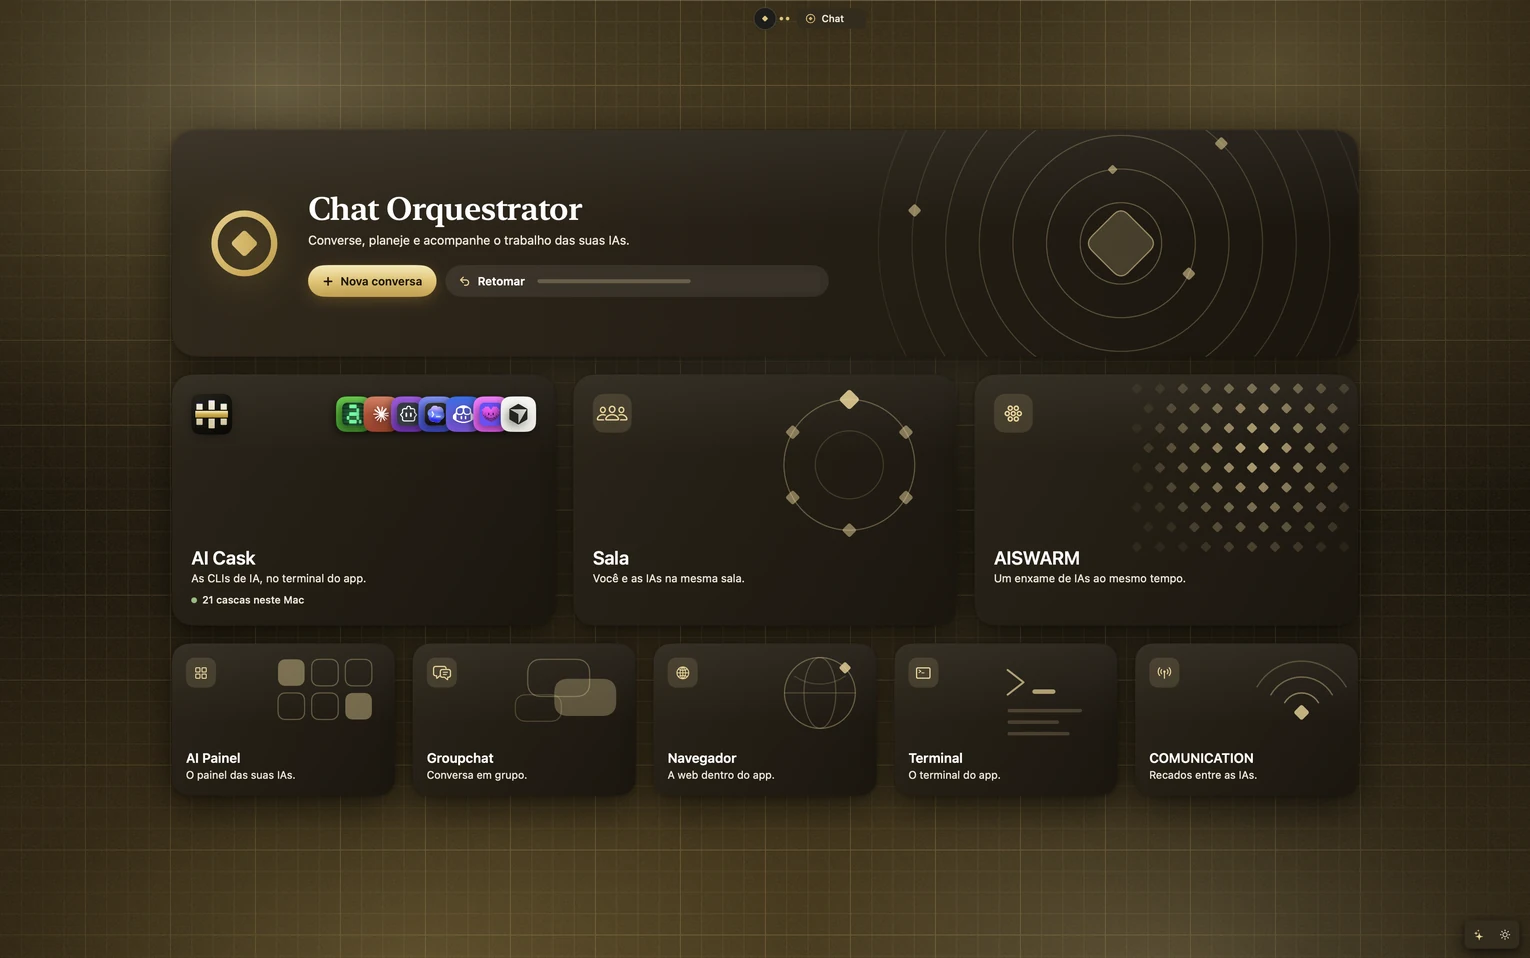 Chat
Chat Orquestrator
Converse, planeje e acompanhe o trabalho das suas IAs.
Nova conversa
Retomar
AI Cask
As CLIs de IA, no terminal do app.
21 cascas neste Mac
Sala
Você e as IAs na mesma sala.
AISWARM
Um enxame de IAs ao mesmo tempo.
AI Painel
O painel das suas IAs.
Groupchat
Conversa em grupo.
Navegador
A web dentro do app.
Terminal
O terminal do app.
COMUNICATION
Recados entre as IAs.